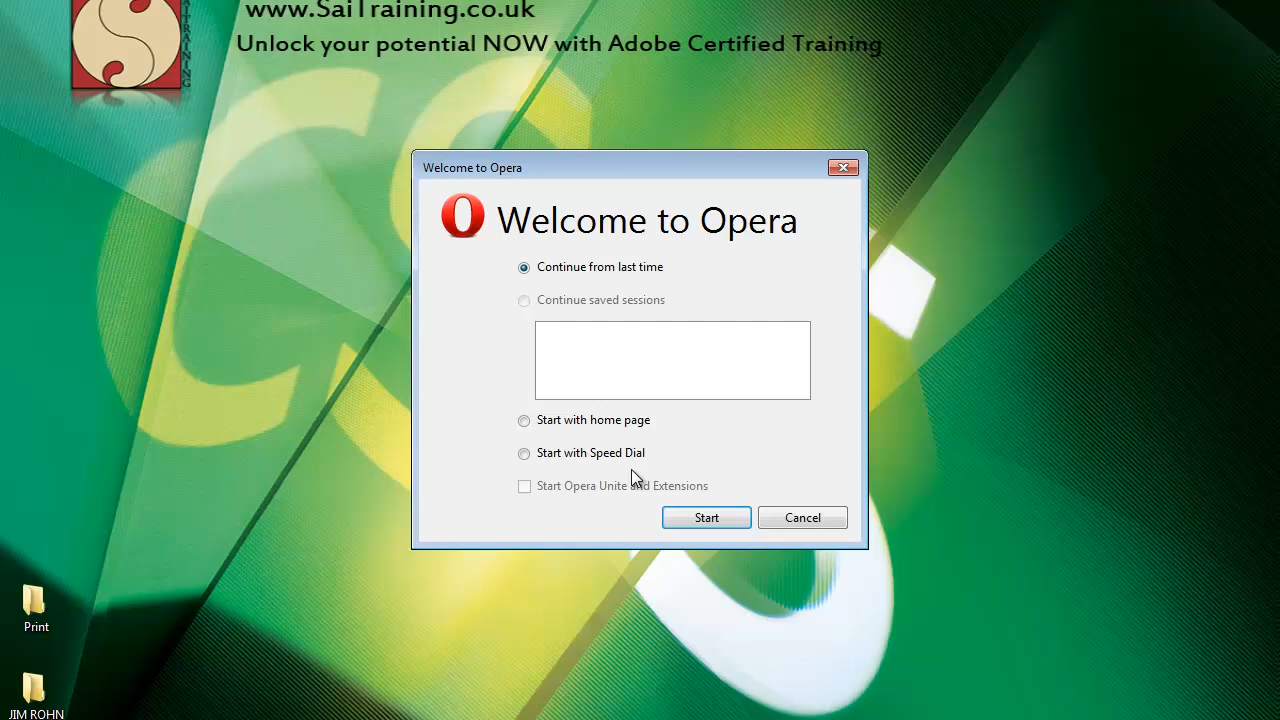 www.SaiTraining.co.uk
Unlock your potential NOW with Adobe Certified Training
SAITRAINING
Welcome to Opera
Welcome to Opera
Continue from last time
Continue saved sessions
Start with home page
Start with Speed Dial
Start Opera Unite and Extensions
Start
Cancel
Print
JIM ROHN